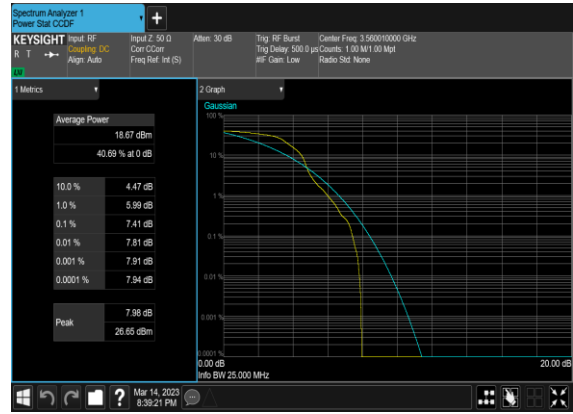 Spectrum Analyzer 1
Power Stat CCDF
KEYSIGHT
R T
LXI
Input: RF
Coupling: DC
Align: Auto
Input Z: 50 Ω
Corr CCorr
Freq Ref: Int (S)
Atten: 30 dB
Trig: RF Burst
Trig Delay: 500.0 µs
#IF Gain: Low
Center Freq: 3.560010000 GHz
Counts: 1.00 M/1.00 Mpt
Radio Std: None
1 Metrics
Average Power
18.67 dBm
40.69 % at 0 dB
10.0 % 4.47 dB
1.0 % 5.99 dB
0.1 % 7.41 dB
0.01 % 7.81 dB
0.001 % 7.91 dB
0.0001 % 7.94 dB
Peak
7.98 dB
26.65 dBm
2 Graph
Gaussian
100 %
10 %
1 %
0.1 %
0.01 %
0.001 %
0.0001 %
0.00 dB
20.00 dB
Info BW 25.000 MHz
Mar 14, 2023
8:39:21 PM